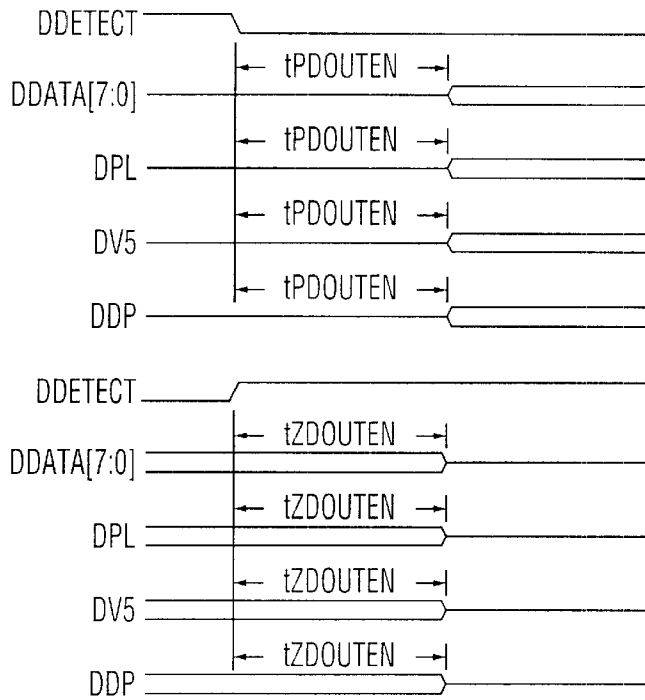 DDETECT
tPDOUTEN
DDATA[7:0]
tPDOUTEN
DPL
tPDOUTEN
DV5
tPDOUTEN
DDP
DDETECT
tZDOUTEN
DDATA[7:0]
tZDOUTEN
DPL
tZDOUTEN
DV5
tZDOUTEN
DDP